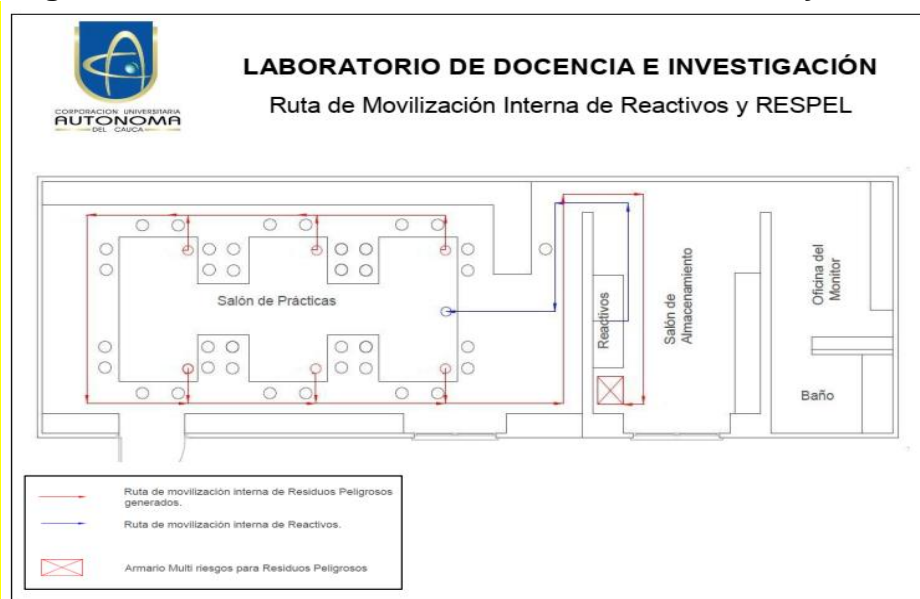 LABORATORIO DE DOCENCIA E INVESTIGACIÓN
Ruta de Movilización Interna de Reactivos y RESPEL
CORPORACION UNIVERSITARIA
AUTONOMA
DEL CAUCA
Salón de Prácticas
Reactivos
Salón de
Almacenamiento
Oficina del
Monitor
Baño
Ruta de movilización interna de Residuos Peligrosos
generados.
Ruta de movilización interna de Reactivos.
Armario Multi riesgos para Residuos Peligrosos